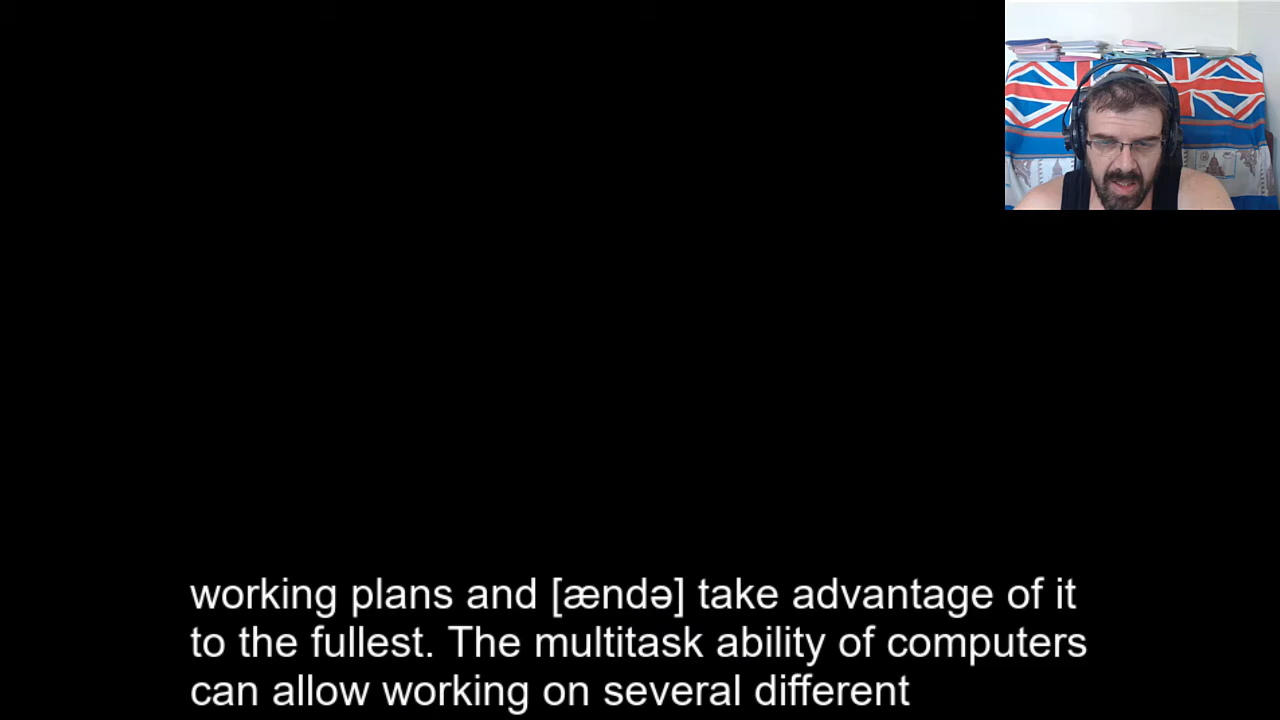 working plans and [ændə] take advantage of it
to the fullest. The multitask ability of computers
can allow working on several different